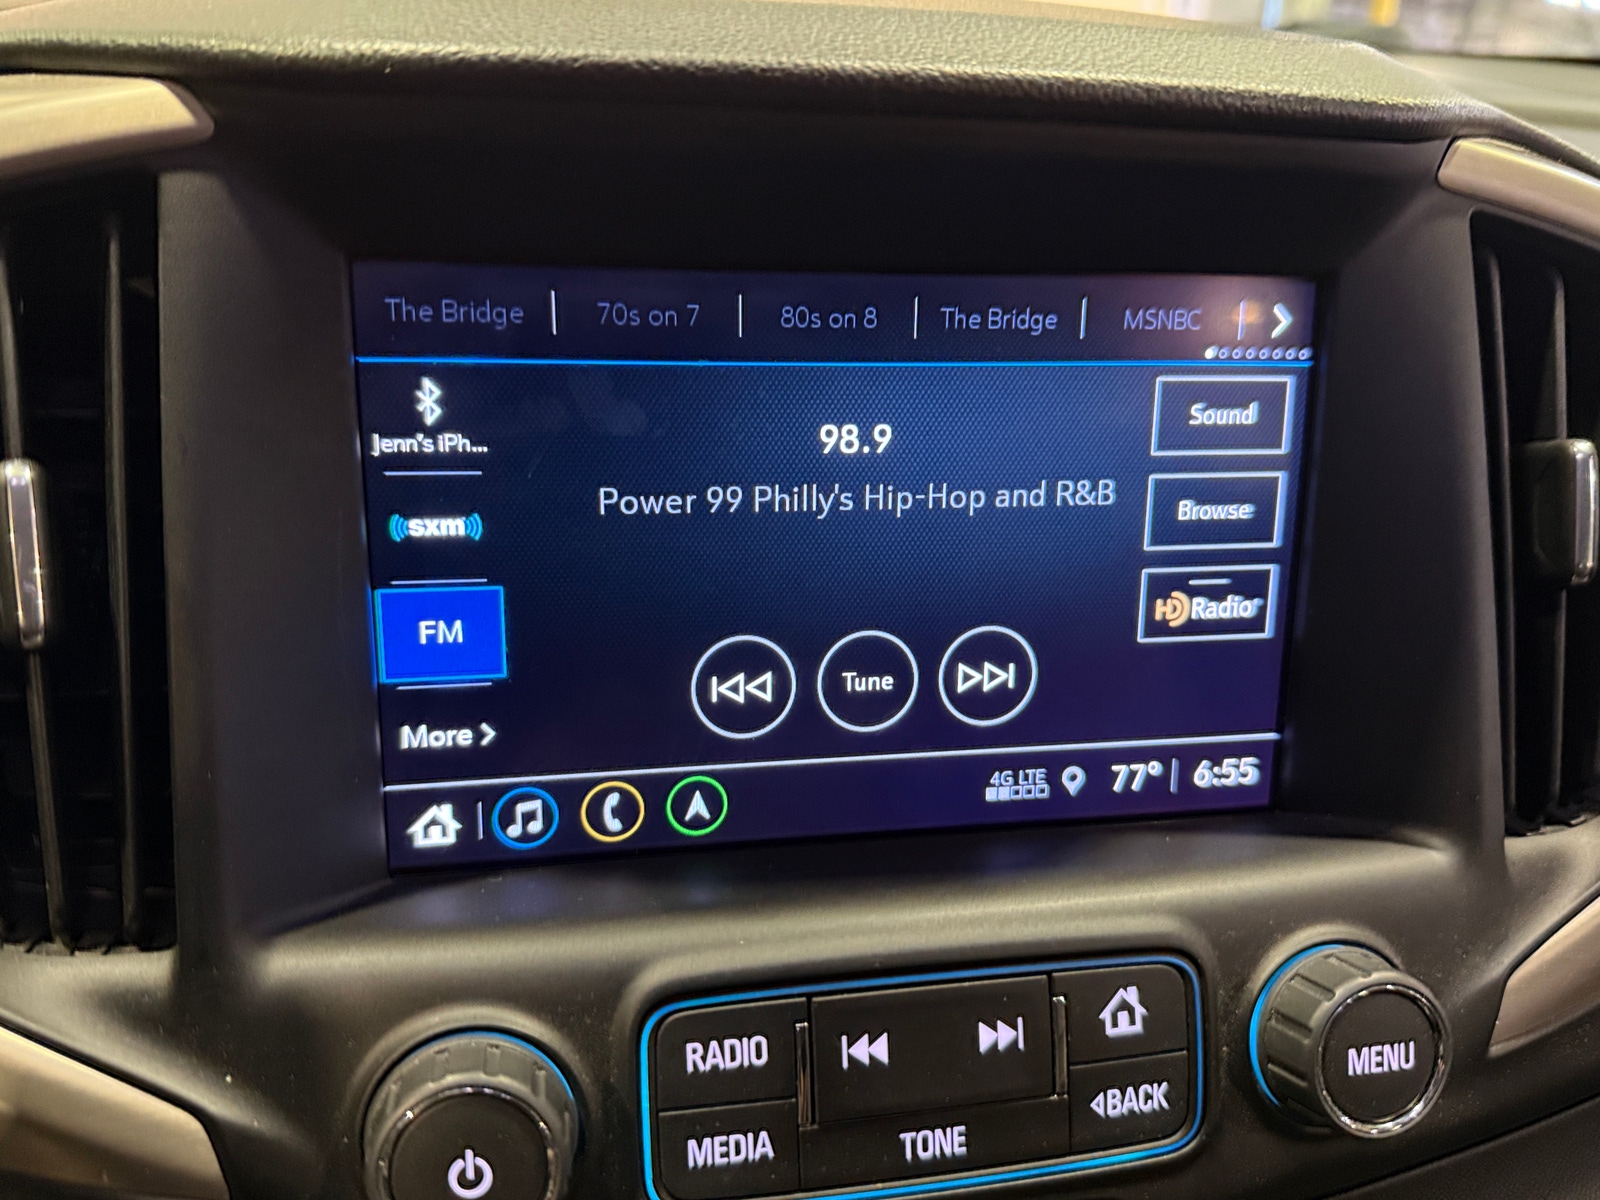 The Bridge | 70s on 7 | 80s on 8 | The Bridge | MSNBC |
Jenn's iPh...
98.9
Sound
Power 99 Philly's Hip-Hop and R&B
((sxm))
Browse
FM
HD Radio
Tune
More >
4G LTE
77° | 6:55
RADIO
BACK
MENU
MEDIA
TONE